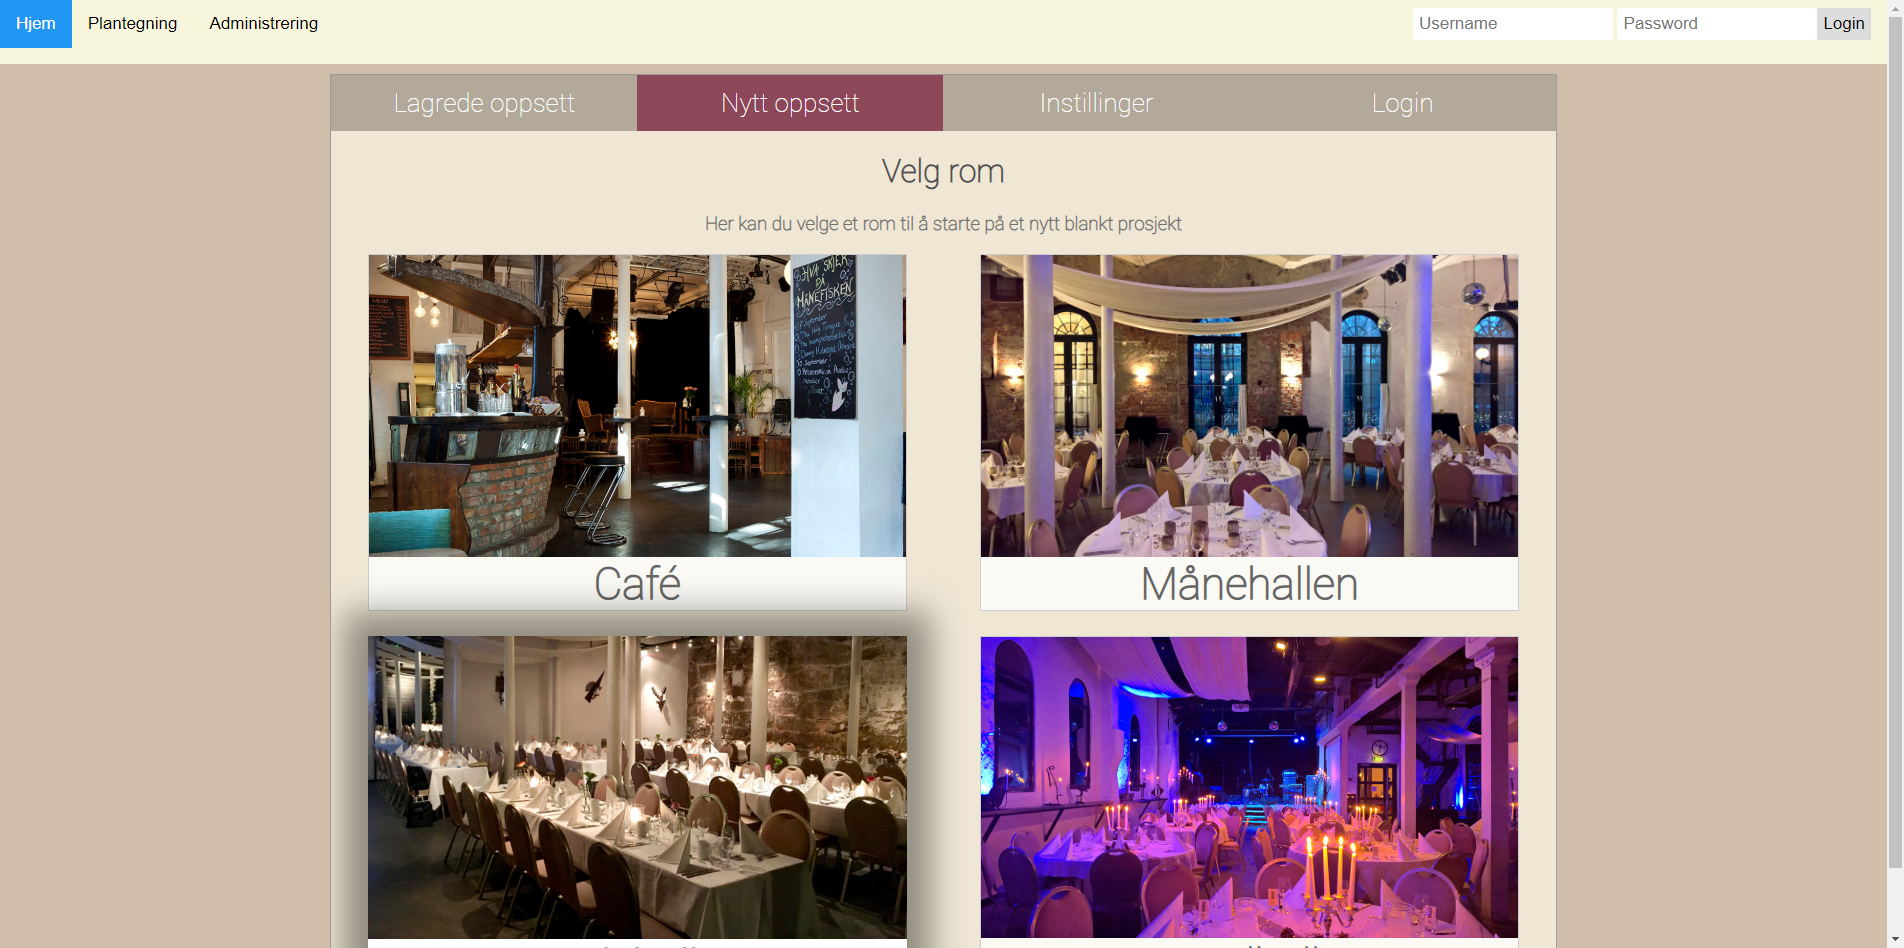 Hjem Plantegning Administrering Username Password Login
Lagrede oppsett Nytt oppsett Instillinger Login
Velg rom
Her kan du velge et rom til å starte på et nytt blankt prosjekt
HVA SKJER
PÅ
MÅNEFISKEN
Café
Månehallen